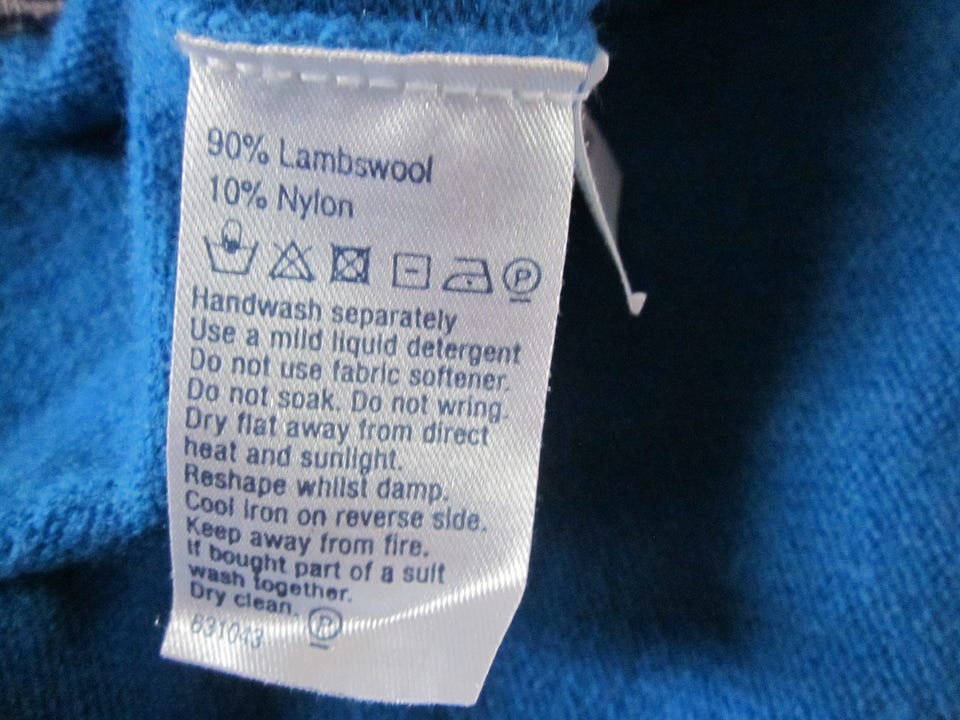 90% Lambswool
10% Nylon
P
Handwash separately
Use a mild liquid detergent
Do not use fabric softener.
Do not soak. Do not wring.
Dry flat away from direct
heat and sunlight.
Reshape whilst damp.
Cool iron on reverse side.
Keep away from fire.
If bought part of a suit
wash together.
Dry clean. P
631043